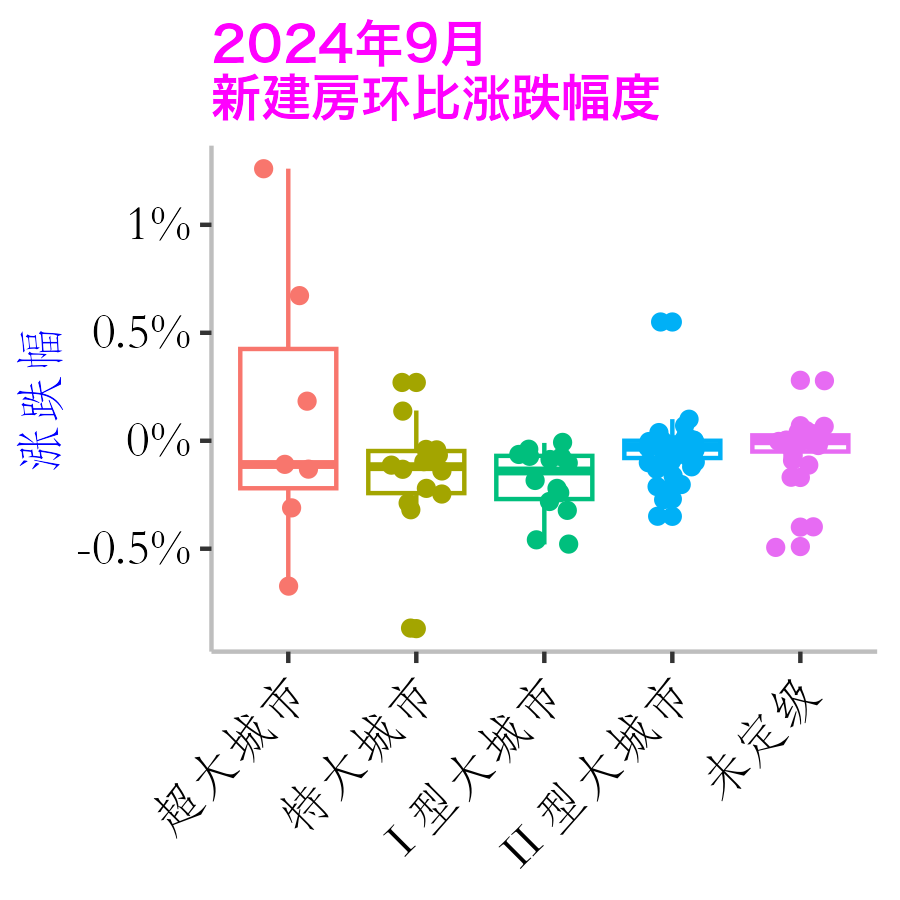 2024年9月
新建房环比涨跌幅度
涨跌幅
1%
0.5%
0%
-0.5%
超大城市
特大城市
I 型大城市
II 型大城市
未定级